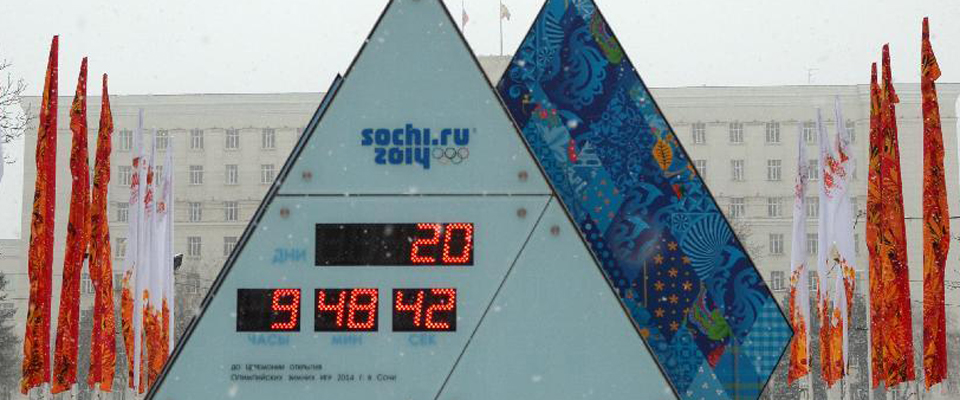 sochi.ru
2014
ДНИ 20
9 48 42
ЧАСЫ МИН СЕК
до церемонии открытия
Олимпийских зимних игр 2014 г. в Сочи